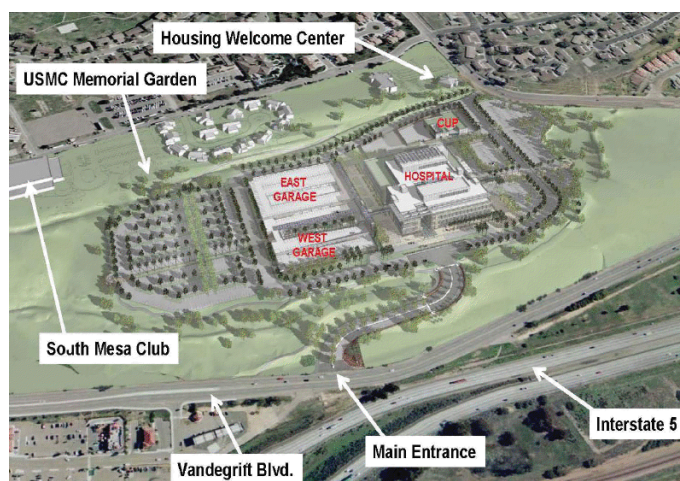 Housing Welcome Center
USMC Memorial Garden
CUP
HOSPITAL
EAST
GARAGE
WEST
GARAGE
South Mesa Club
Interstate 5
Main Entrance
Vandegrift Blvd.